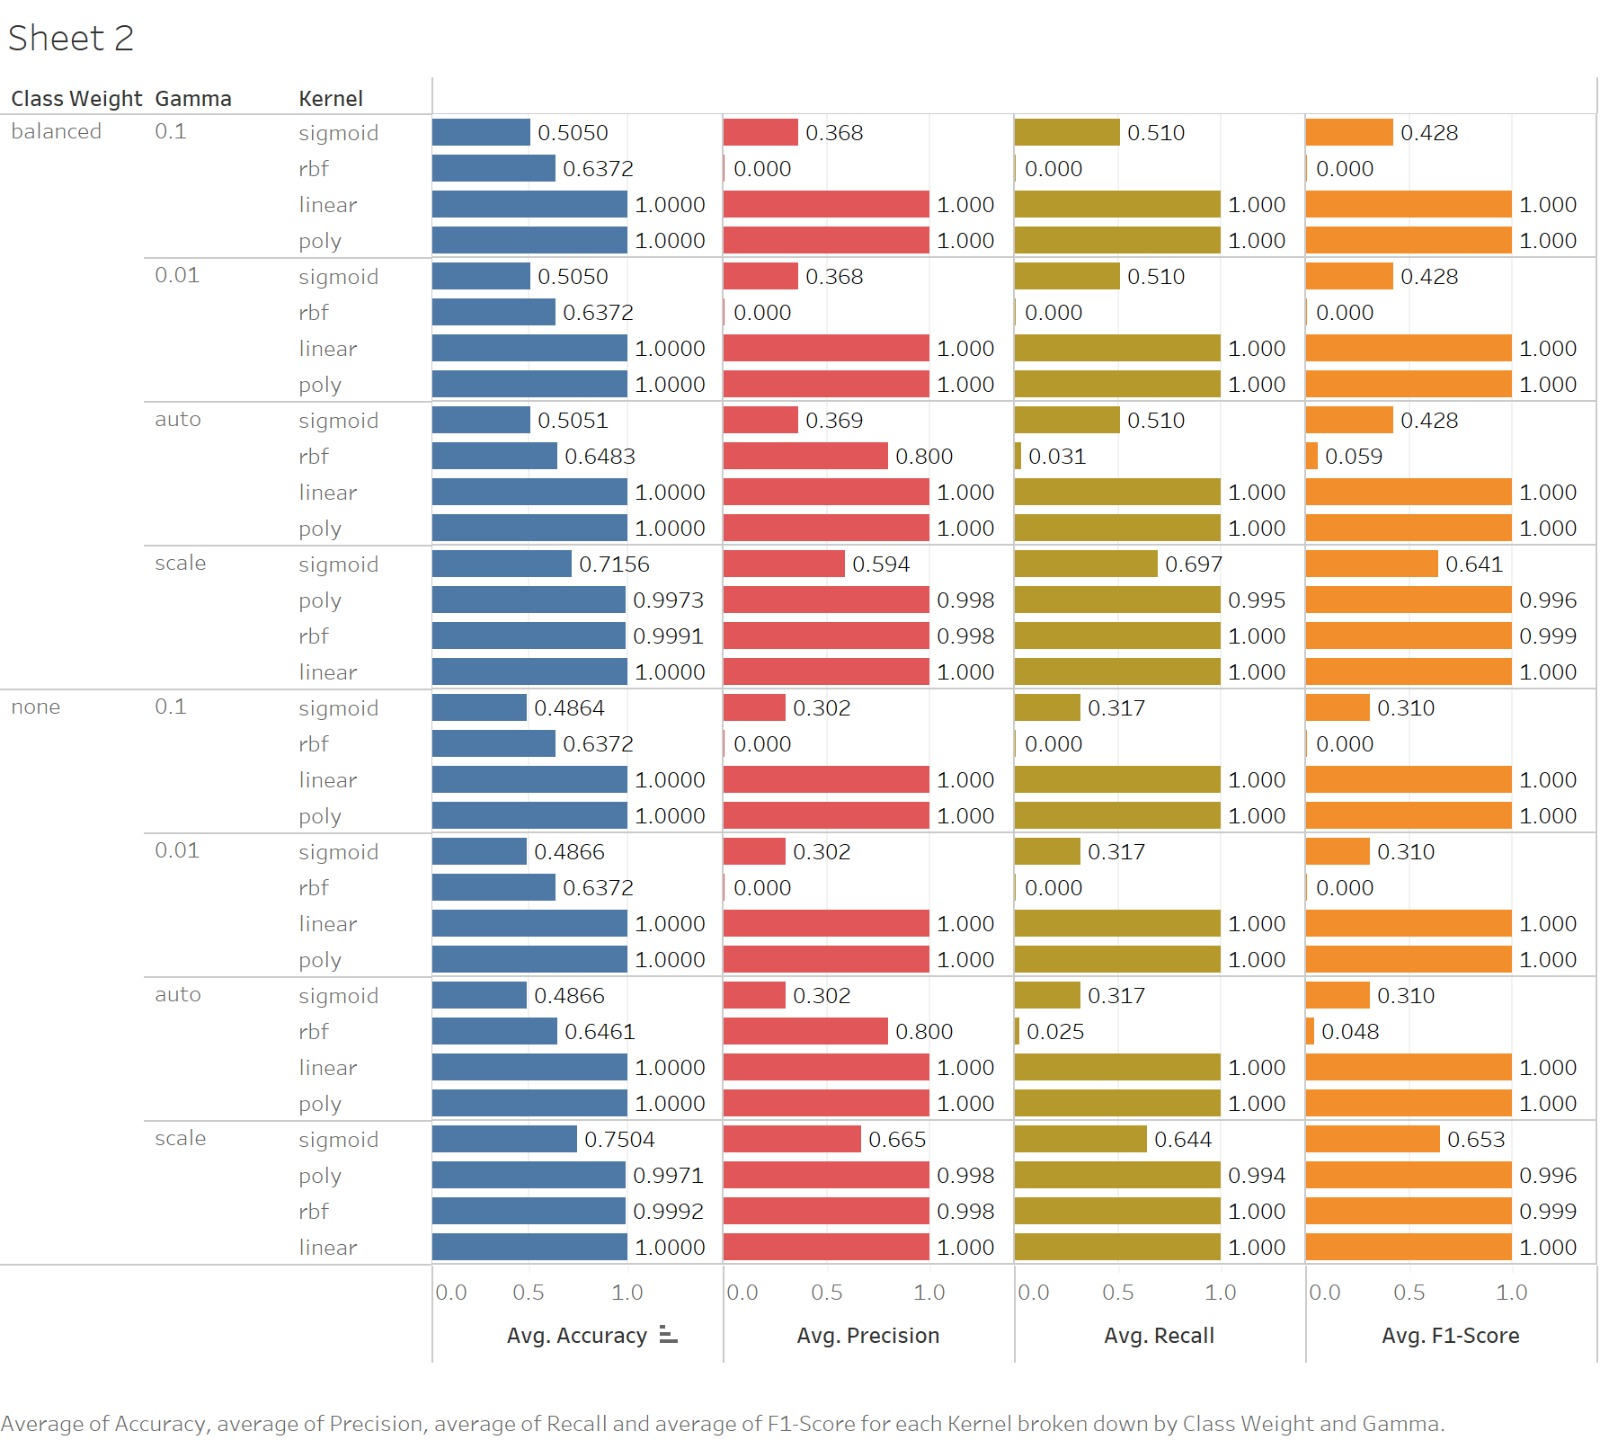 Sheet 2
Class Weight Gamma Kernel
balanced 0.1 sigmoid 0.5050 0.368 0.510 0.428
rbf 0.6372 0.000 0.000 0.000
linear 1.0000 1.000 1.000 1.000
poly 1.0000 1.000 1.000 1.000
0.01 sigmoid 0.5050 0.368 0.510 0.428
rbf 0.6372 0.000 0.000 0.000
linear 1.0000 1.000 1.000 1.000
poly 1.0000 1.000 1.000 1.000
auto sigmoid 0.5051 0.369 0.510 0.428
rbf 0.6483 0.800 0.031 0.059
linear 1.0000 1.000 1.000 1.000
poly 1.0000 1.000 1.000 1.000
scale sigmoid 0.7156 0.594 0.697 0.641
poly 0.9973 0.998 0.995 0.996
rbf 0.9991 0.998 1.000 0.999
linear 1.0000 1.000 1.000 1.000
none 0.1 sigmoid 0.4864 0.302 0.317 0.310
rbf 0.6372 0.000 0.000 0.000
linear 1.0000 1.000 1.000 1.000
poly 1.0000 1.000 1.000 1.000
0.01 sigmoid 0.4866 0.302 0.317 0.310
rbf 0.6372 0.000 0.000 0.000
linear 1.0000 1.000 1.000 1.000
poly 1.0000 1.000 1.000 1.000
auto sigmoid 0.4866 0.302 0.317 0.310
rbf 0.6461 0.800 0.025 0.048
linear 1.0000 1.000 1.000 1.000
poly 1.0000 1.000 1.000 1.000
scale sigmoid 0.7504 0.665 0.644 0.653
poly 0.9971 0.998 0.994 0.996
rbf 0.9992 0.998 1.000 0.999
linear 1.0000 1.000 1.000 1.000
0.0 0.5 1.0 0.0 0.5 1.0 0.0 0.5 1.0 0.0 0.5 1.0
Avg. Accuracy Avg. Precision Avg. Recall Avg. F1-Score
Average of Accuracy, average of Precision, average of Recall and average of F1-Score for each Kernel broken down by Class Weight and Gamma.